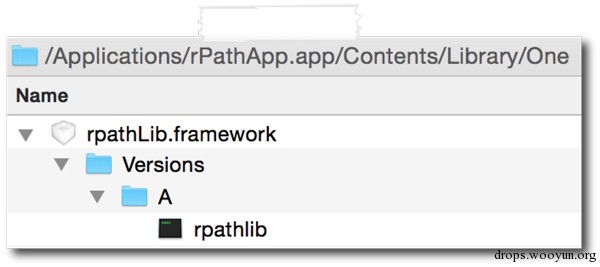 /Applications/rPathApp.app/Contents/Library/One
Name
rpathLib.framework
Versions
A
rpathlib
drops.wooyun.org